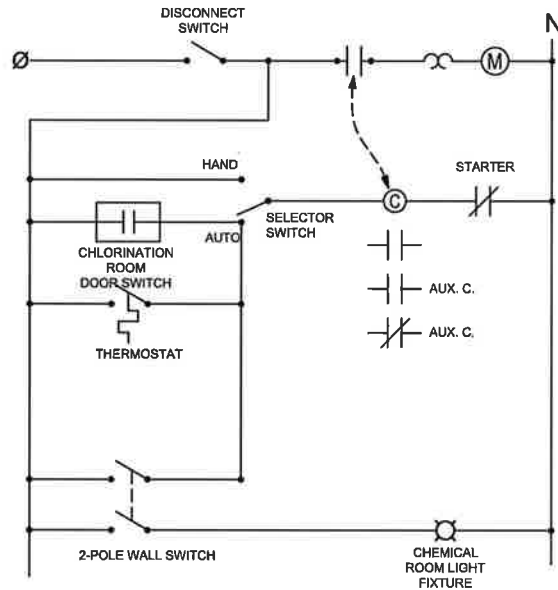 DISCONNECT
SWITCH
N
Ø
M
HAND
STARTER
C
SELECTOR
SWITCH
AUTO
CHLORINATION
ROOM
DOOR SWITCH
AUX. C.
THERMOSTAT
AUX. C.
2-POLE WALL SWITCH
CHEMICAL
ROOM LIGHT
FIXTURE